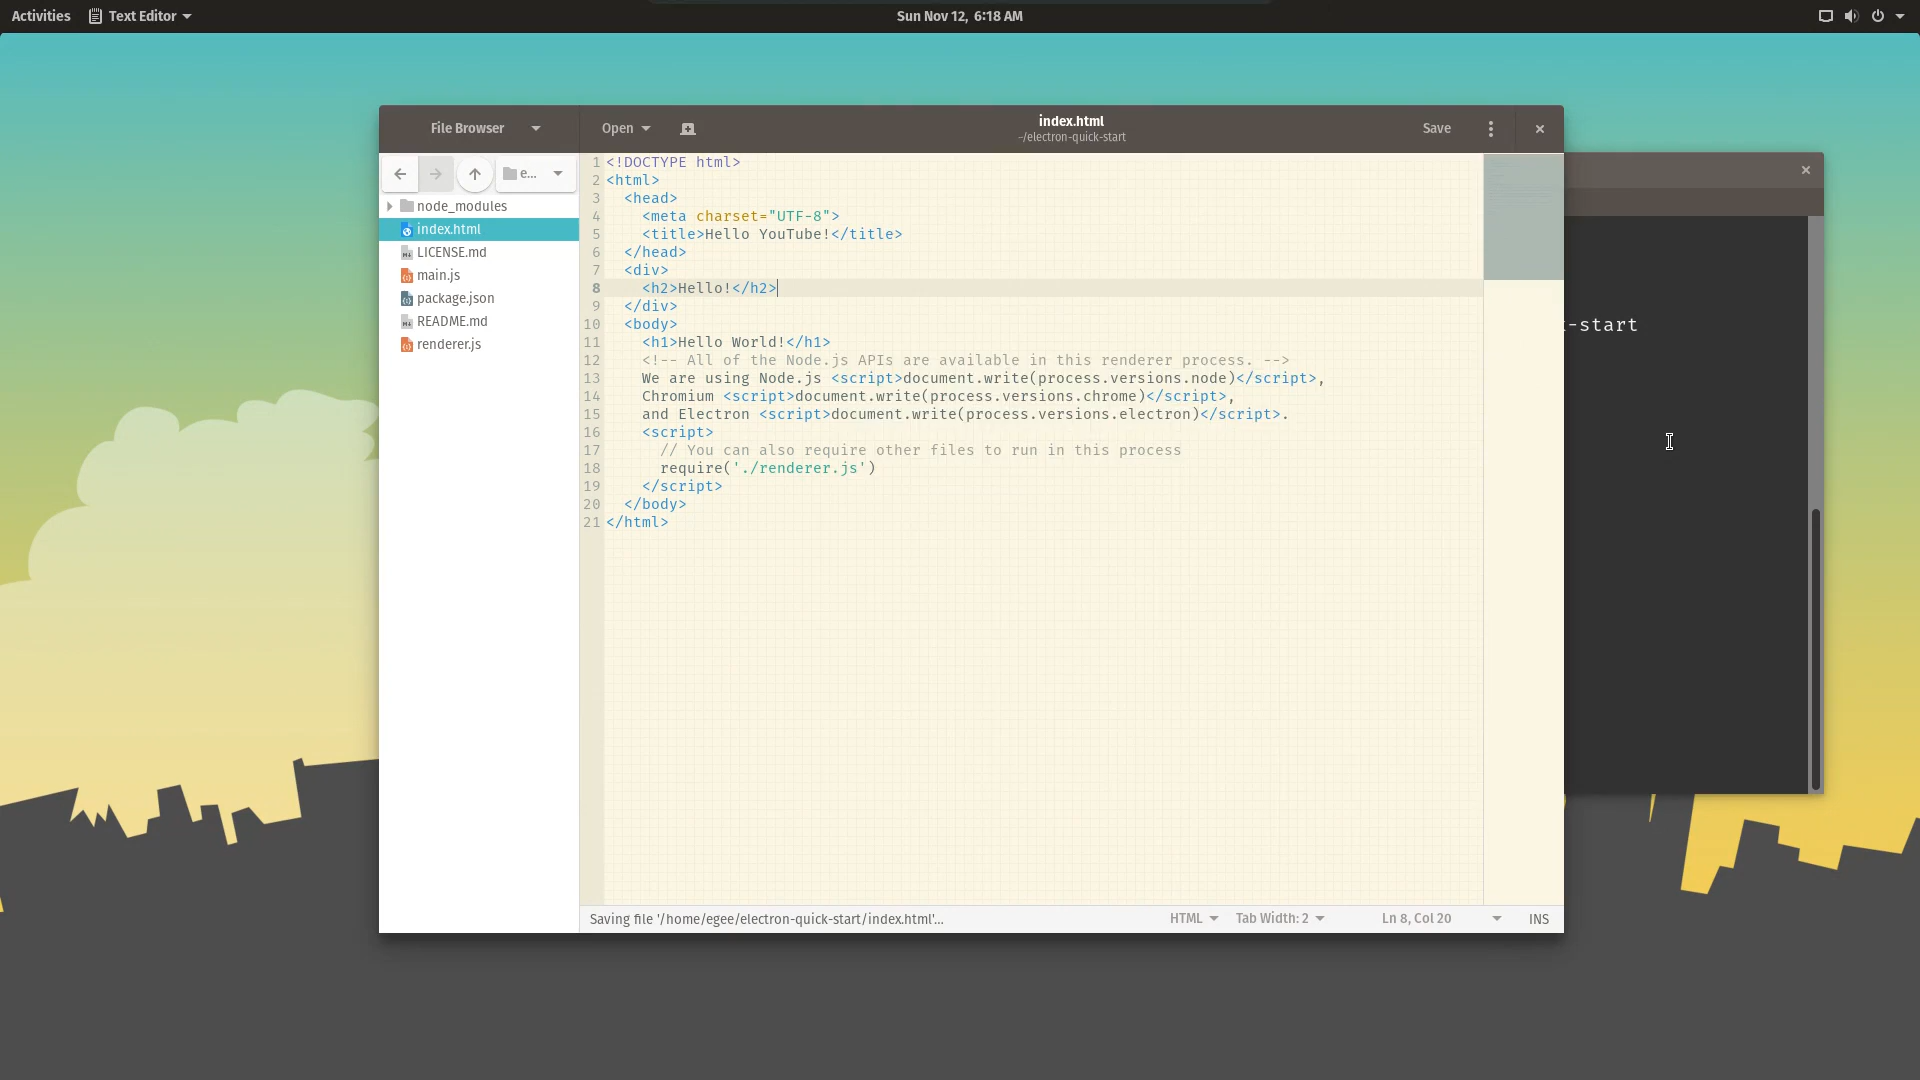 Activities
Text Editor
Sun Nov 12, 6:18 AM
File Browser
Open
index.html
~/electron-quick-start
Save
e...
node_modules
index.html
LICENSE.md
main.js
package.json
README.md
renderer.js
1 <!DOCTYPE html>
2 <html>
3   <head>
4     <meta charset="UTF-8">
5     <title>Hello YouTube!</title>
6   </head>
7   <div>
8     <h2>Hello!</h2>
9   </div>
10   <body>
11     <h1>Hello World!</h1>
12     <!-- All of the Node.js APIs are available in this renderer process. -->
13     We are using Node.js <script>document.write(process.versions.node)</script>,
14     Chromium <script>document.write(process.versions.chrome)</script>,
15     and Electron <script>document.write(process.versions.electron)</script>.
16     <script>
17       // You can also require other files to run in this process
18       require('./renderer.js')
19     </script>
20   </body>
21 </html>
-start
Saving file '/home/egee/electron-quick-start/index.html'...
HTML
Tab Width: 2
Ln 8, Col 20
INS